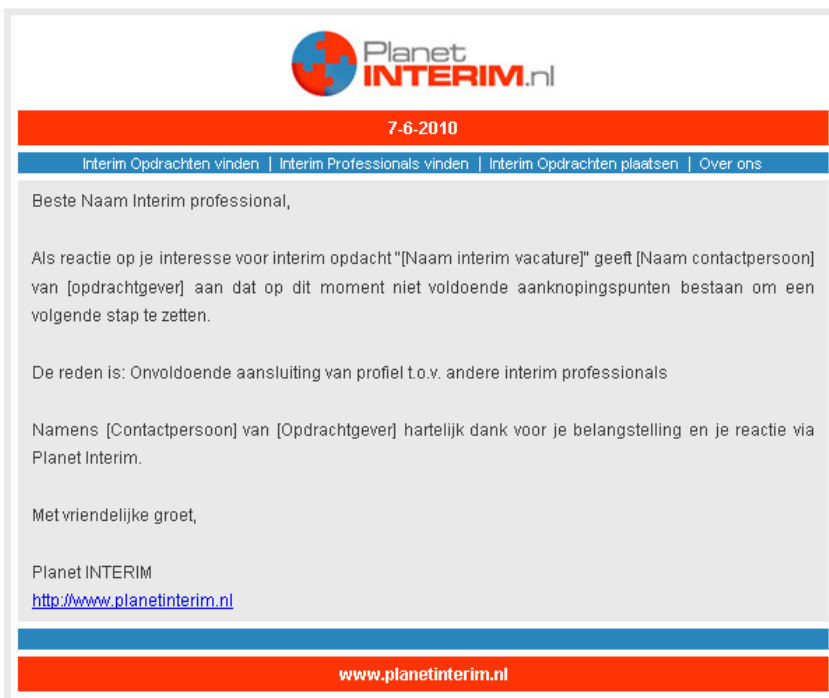 Planet
INTERIM.nl
7-6-2010
Interim Opdrachten vinden | Interim Professionals vinden | Interim Opdrachten plaatsen | Over ons
Beste Naam Interim professional,
Als reactie op je interesse voor interim opdacht "[Naam interim vacature]" geeft [Naam contactpersoon]
van [opdrachtgever] aan dat op dit moment niet voldoende aanknopingspunten bestaan om een
volgende stap te zetten.
De reden is: Onvoldoende aansluiting van profiel t.o.v. andere interim professionals
Namens [Contactpersoon] van [Opdrachtgever] hartelijk dank voor je belangstelling en je reactie via
Planet Interim.
Met vriendelijke groet,
Planet INTERIM
http://www.planetinterim.nl
www.planetinterim.nl